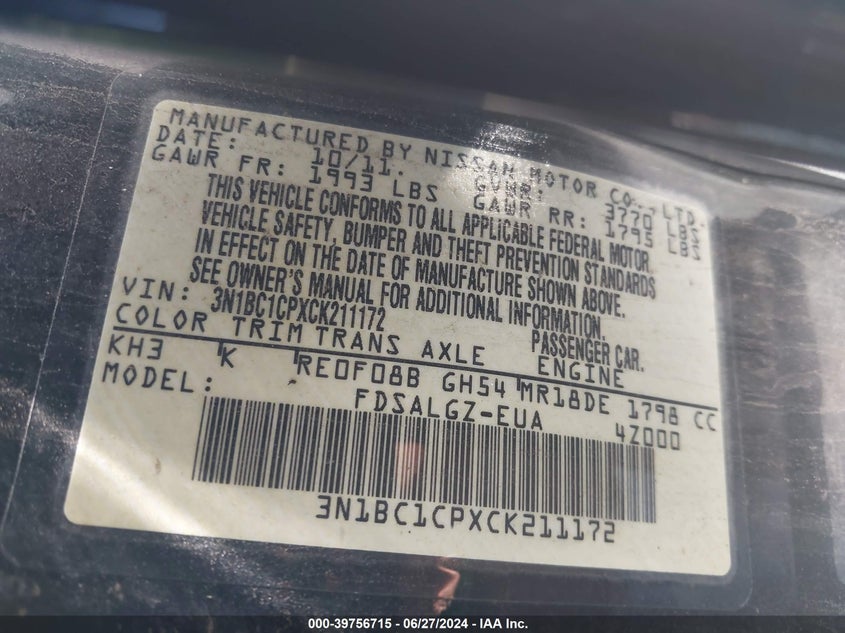 MANUFACTURED BY NISSAN MOTOR CO., LTD.
DATE: 10/11. GVWR: 3770 LBS
GAWR FR: 1993 LBS GAWR RR: 1795 LB
THIS VEHICLE CONFORMS TO ALL APPLICABLE FEDERAL MOTOR
VEHICLE SAFETY, BUMPER AND THEFT PREVENTION STANDARDS
IN EFFECT ON THE DATE OF MANUFACTURE SHOWN ABOVE.
SEE OWNER'S MANUAL FOR ADDITIONAL INFORMATION.
VIN: 3N1BC1CPXCK211172 PASSENGER CAR.
COLOR TRIM TRANS AXLE ENGINE
KH3 K RE0F08B GH54 MR18DE 1798 CC
MODEL: FDSALGZ-EUA 4Z000
3N1BC1CPXCK211172
000-39756715 - 06/27/2024 - IAA Inc.